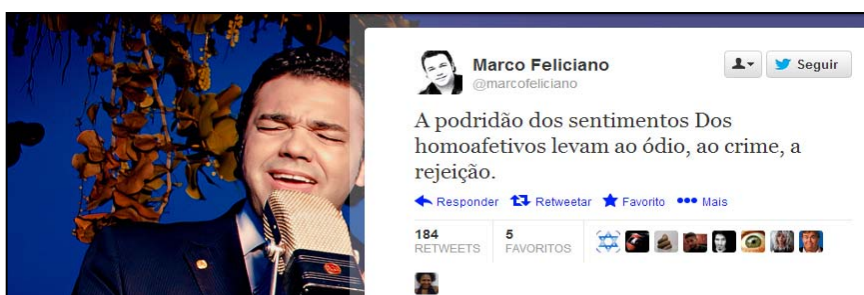 Marco Feliciano
@marcofeliciano
Seguir
A podridão dos sentimentos Dos
homoafetivos levam ao ódio, ao crime, a
rejeição.
Responder Retweetar Favorito Mais
184
RETWEETS
5
FAVORITOS